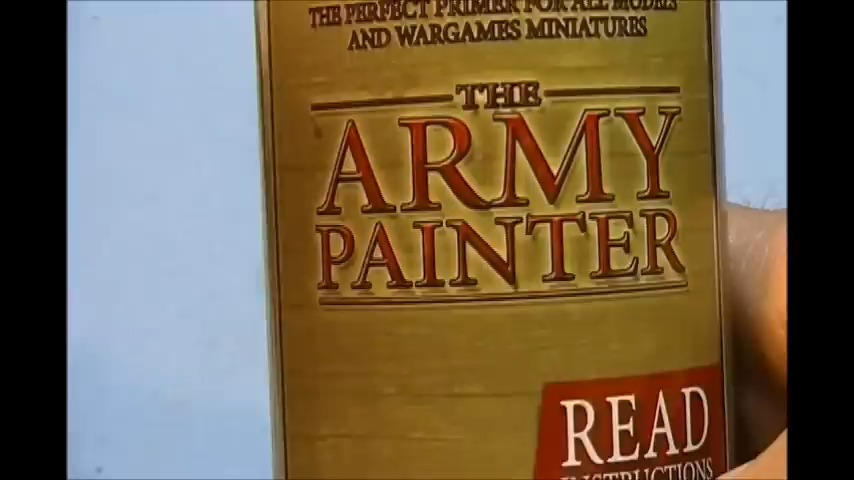 THE PERFECT PRIMER FOR ALL MODELS
AND WARGAMES MINIATURES
THE
ARMY
PAINTER
READ
INSTRUCTIONS